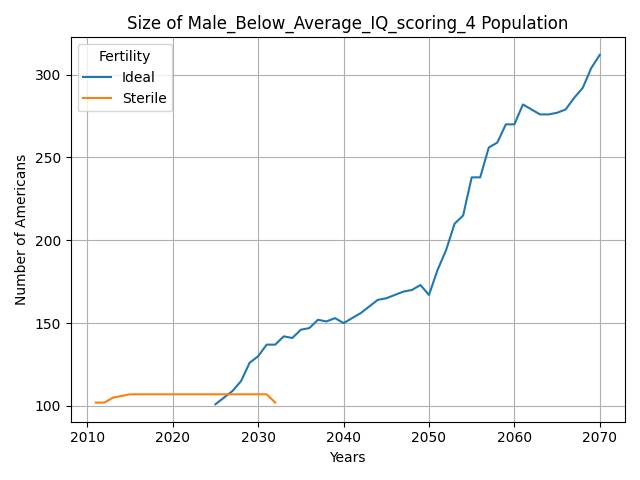 Size of Male_Below_Average_IQ_scoring_4 Population
Number of Americans
300
250
200
150
100
Fertility
Ideal
Sterile
2010 2020 2030 2040 2050 2060 2070
Years